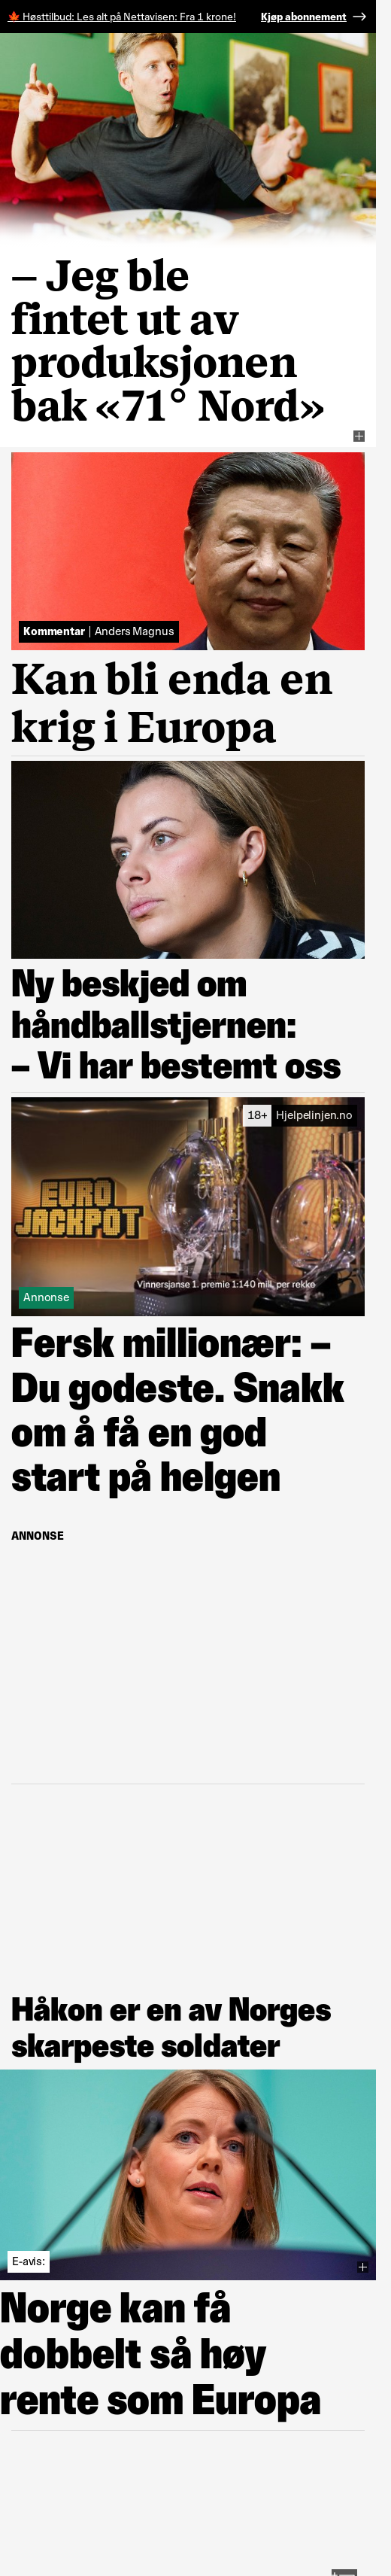 🍁 Høsttilbud: Les alt på Nettavisen: Fra 1 krone! Kjøp abonnement →
– Jeg ble
fintet ut av
produksjonen
bak «71° Nord»
Kommentar | Anders Magnus
Kan bli enda en
krig i Europa
Ny beskjed om
håndballstjernen:
– Vi har bestemt oss
18+ Hjelpelinjen.no
EURO
JACKPOT
Vinnersjanse 1. premie 1:140 mill. per rekke
Annonse
Fersk millionær: –
Du godeste. Snakk
om å få en god
start på helgen
ANNONSE
Håkon er en av Norges
skarpeste soldater
E-avis:
Norge kan få
dobbelt så høy
rente som Europa